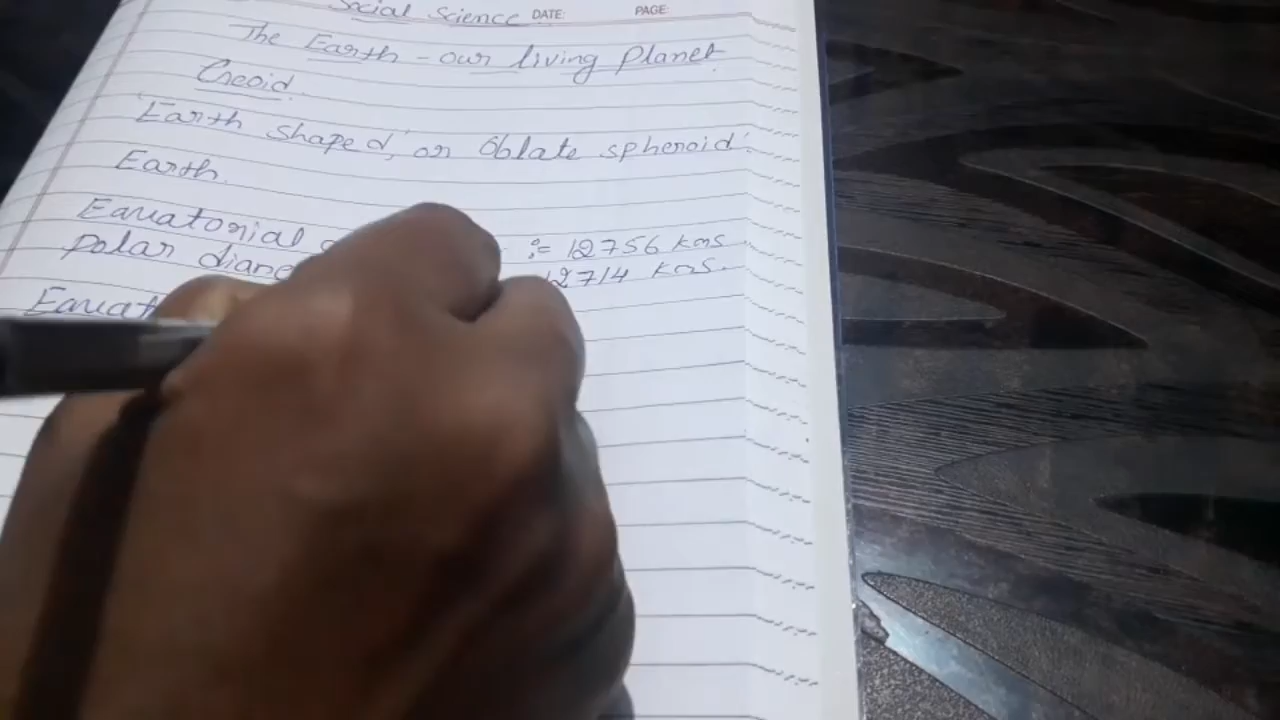 Social Science DATE: PAGE:
The Earth - our living Planet
Geoid.
'Earth shaped', or Oblate spheroid'.
Earth.
Equatorial := 12756 kms
Polar 12714 kms.